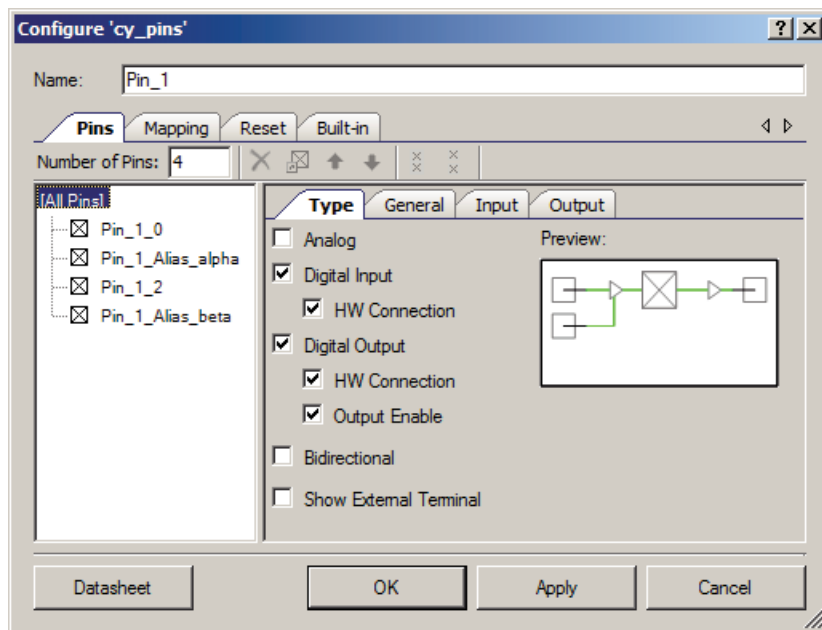 Configure 'cy_pins'
Name: Pin_1
Pins Mapping Reset Built-in
Number of Pins: 4
[All Pins]
Pin_1_0
Pin_1_Alias_alpha
Pin_1_2
Pin_1_Alias_beta
Type General Input Output
Analog
Digital Input
HW Connection
Digital Output
HW Connection
Output Enable
Bidirectional
Show External Terminal
Preview:
Datasheet OK Apply Cancel